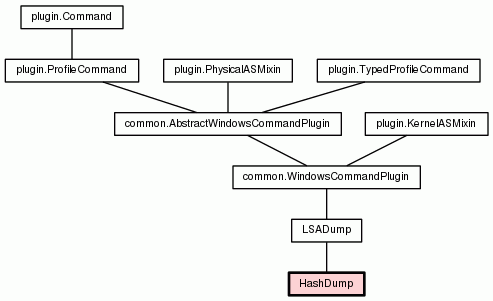 plugin.Command
plugin.ProfileCommand
plugin.PhysicalASMixin
plugin.TypedProfileCommand
common.AbstractWindowsCommandPlugin
plugin.KernelASMixin
common.WindowsCommandPlugin
LSADump
HashDump